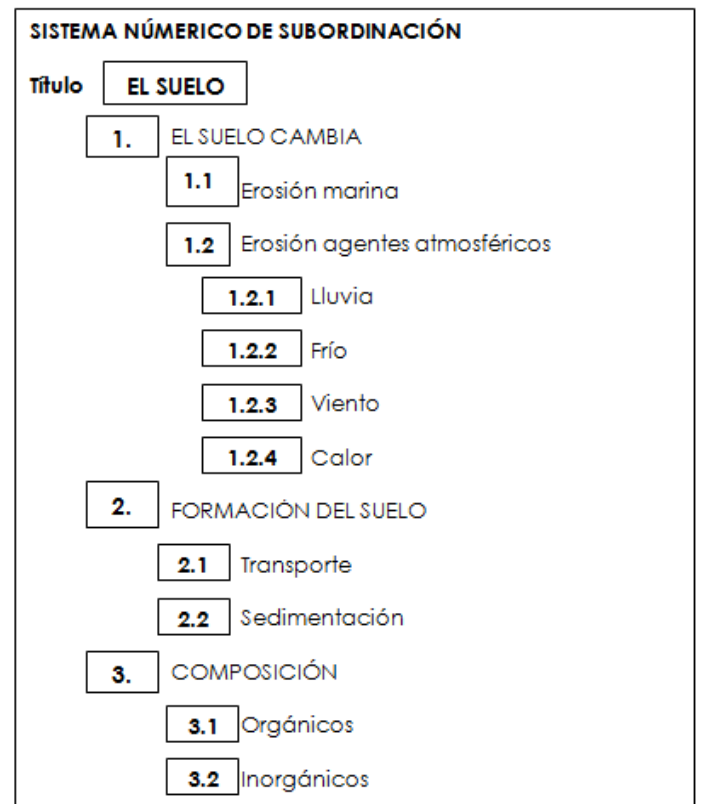 SISTEMA NÚMERICO DE SUBORDINACIÓN
Título EL SUELO
1. EL SUELO CAMBIA
1.1 Erosión marina
1.2 Erosión agentes atmosféricos
1.2.1 Lluvia
1.2.2 Frío
1.2.3 Viento
1.2.4 Calor
2. FORMACIÓN DEL SUELO
2.1 Transporte
2.2 Sedimentación
3. COMPOSICIÓN
3.1 Orgánicos
3.2 Inorgánicos